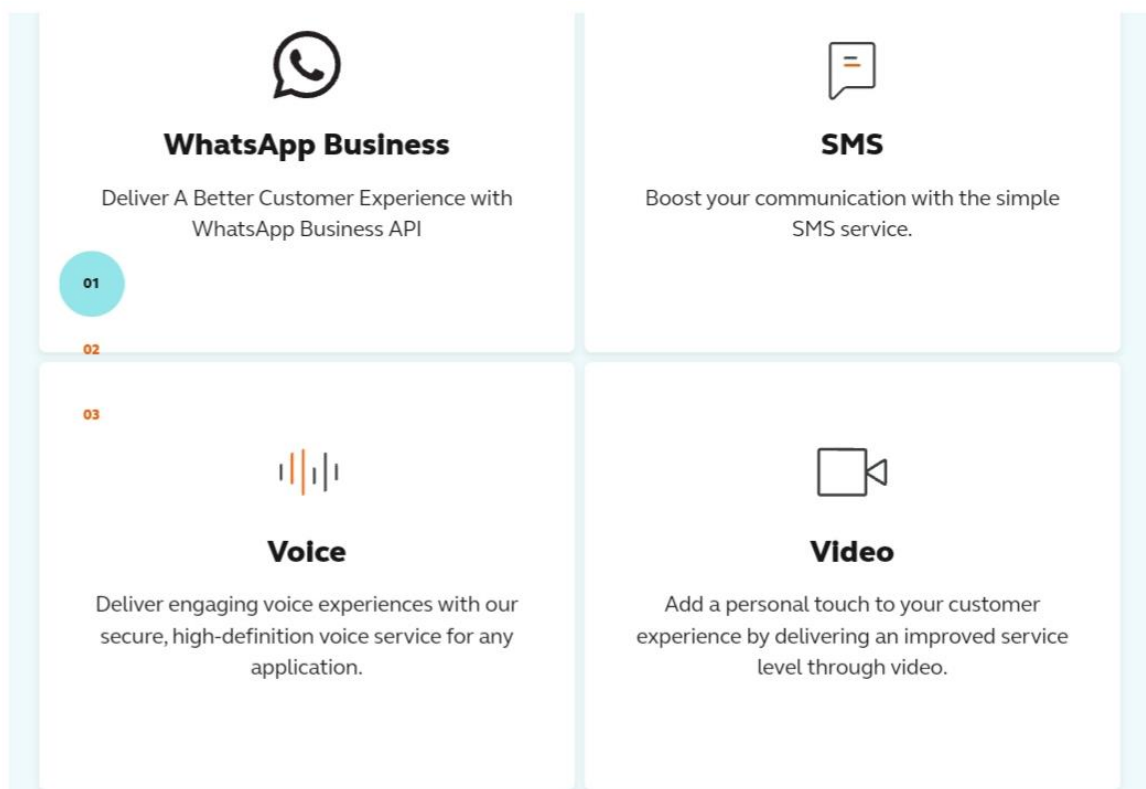 WhatsApp Business
Deliver A Better Customer Experience with
WhatsApp Business API
SMS
Boost your communication with the simple
SMS service.
01
02
03
Voice
Deliver engaging voice experiences with our
secure, high-definition voice service for any
application.
Video
Add a personal touch to your customer
experience by delivering an improved service
level through video.